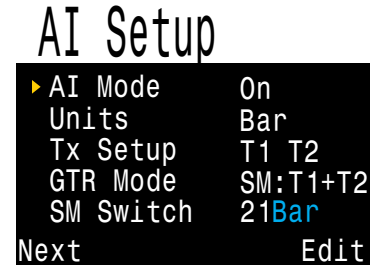 AI Setup
AI Mode On
Units Bar
Tx Setup T1 T2
GTR Mode SM:T1+T2
SM Switch 21Bar
Next Edit